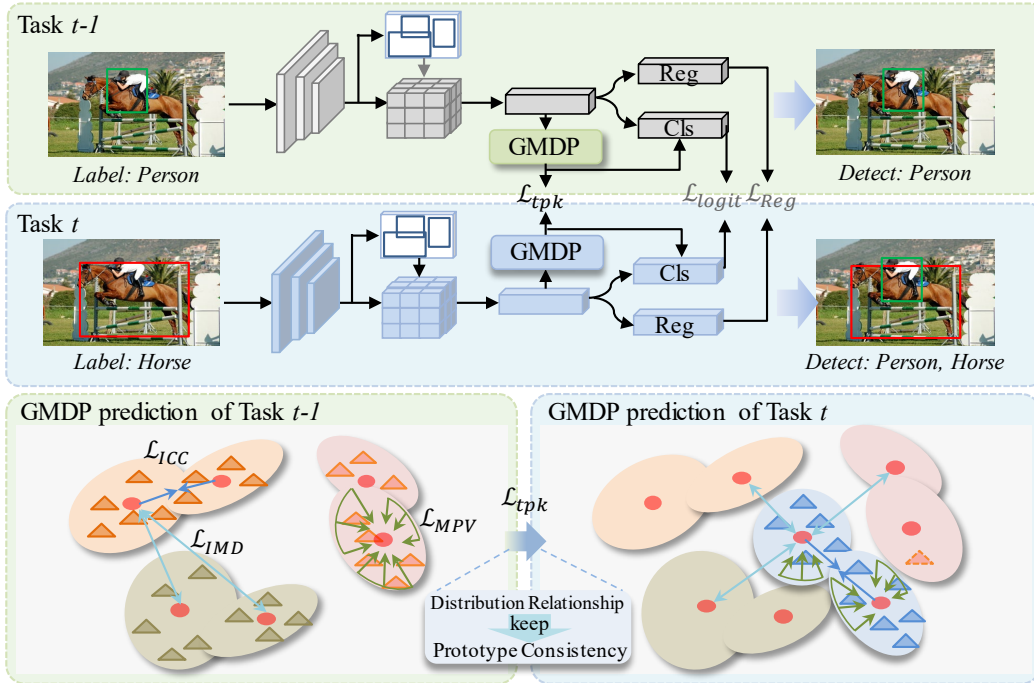 Task t-1
Reg
Cls
GMDP
Label: Person
Detect: Person
ℒtpk
ℒlogit ℒReg
Task t
GMDP
Cls
Reg
Label: Horse
Detect: Person, Horse
GMDP prediction of Task t-1
GMDP prediction of Task t
ℒICC
ℒtpk
ℒMPV
ℒIMD
Distribution Relationship
keep
Prototype Consistency